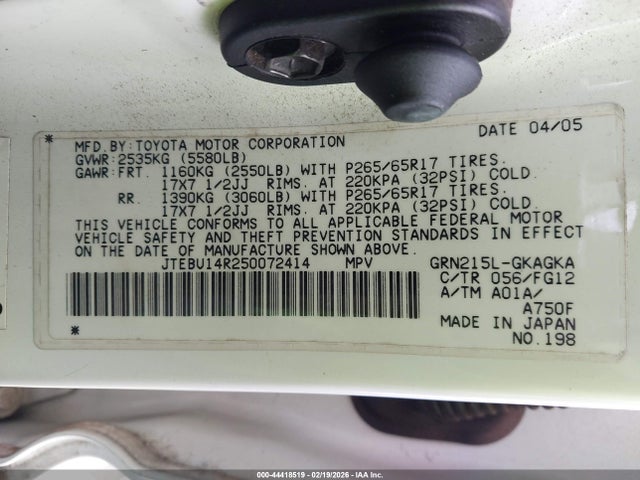 DATE 04/05
MFD.BY:TOYOTA MOTOR CORPORATION
GVWR:2535KG (5580LB)
GAWR:FRT. 1160KG (2550LB) WITH P265/65R17 TIRES.
17X7 1/2JJ RIMS. AT 220KPA (32PSI) COLD.
RR. 1390KG (3060LB) WITH P265/65R17 TIRES.
17X7 1/2JJ RIMS. AT 220KPA (32PSI) COLD.
THIS VEHICLE CONFORMS TO ALL APPLICABLE FEDERAL MOTOR
VEHICLE SAFETY AND THEFT PREVENTION STANDARDS IN EFFECT
ON THE DATE OF MANUFACTURE SHOWN ABOVE.
JTEBU14R250072414 MPV GRN215L-GKAGKA
C/TR 056/FG12
A/TM A01A/
A750F
MADE IN JAPAN
NO.198
000-44418519 | 02/19/2026 | IAA Inc.